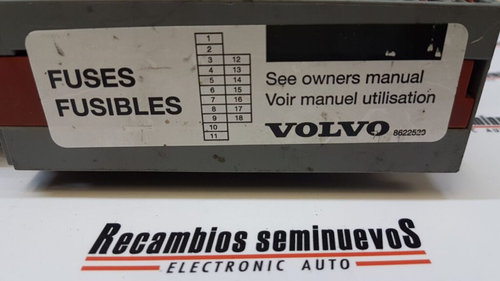 FUSES
FUSIBLES
1
2
3 12
4 13
5 14
6 15
7 16
8 17
9 18
10
11
See owners manual
Voir manuel utilisation
VOLVO 8622520
Recambios seminuevos
ELECTRONIC AUTO